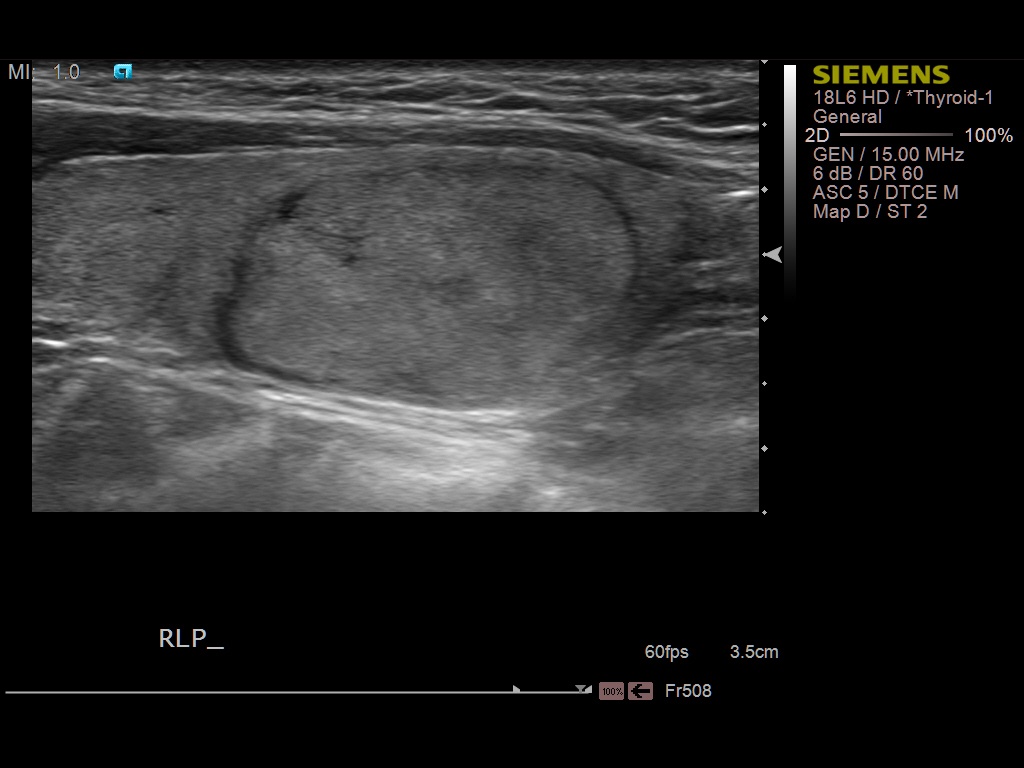 MI: 1.0
SIEMENS
18L6 HD / *Thyroid-1
General
2D 100%
GEN / 15.00 MHz
6 dB / DR 60
ASC 5 / DTCE M
Map D / ST 2
RLP_
60fps 3.5cm
100% Fr508